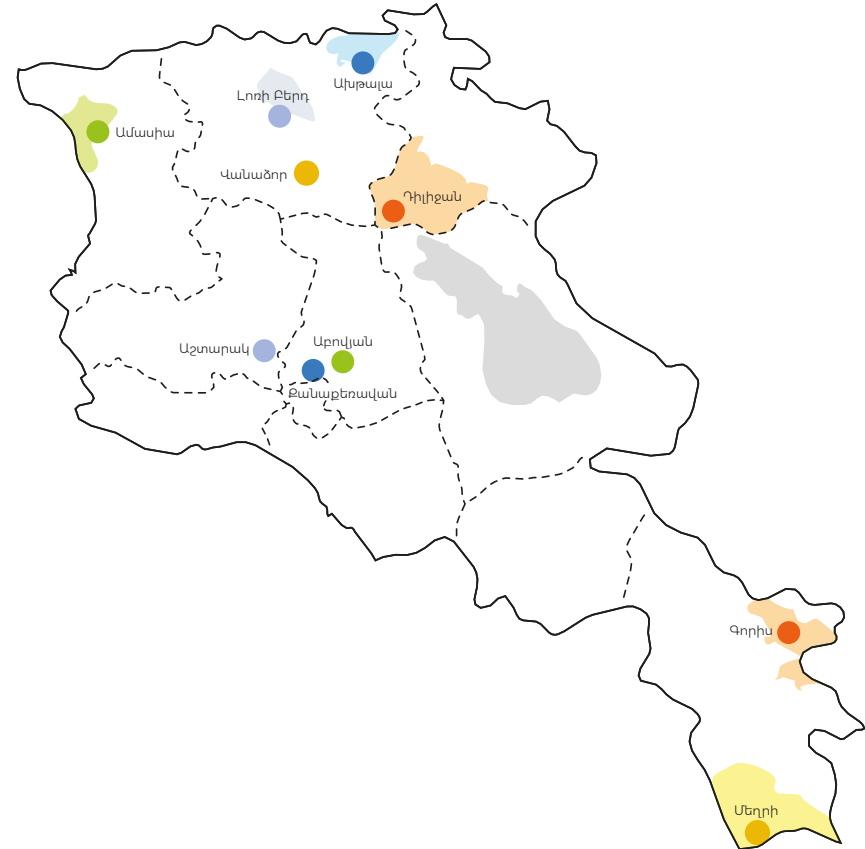 Ախթալա
Լոռի Բերդ
Ամասիա
Վանաձոր
Դիլիջան
Աբովյան
Աշտարակ
Քանաքեռավան
Գորիս
Մեղրի